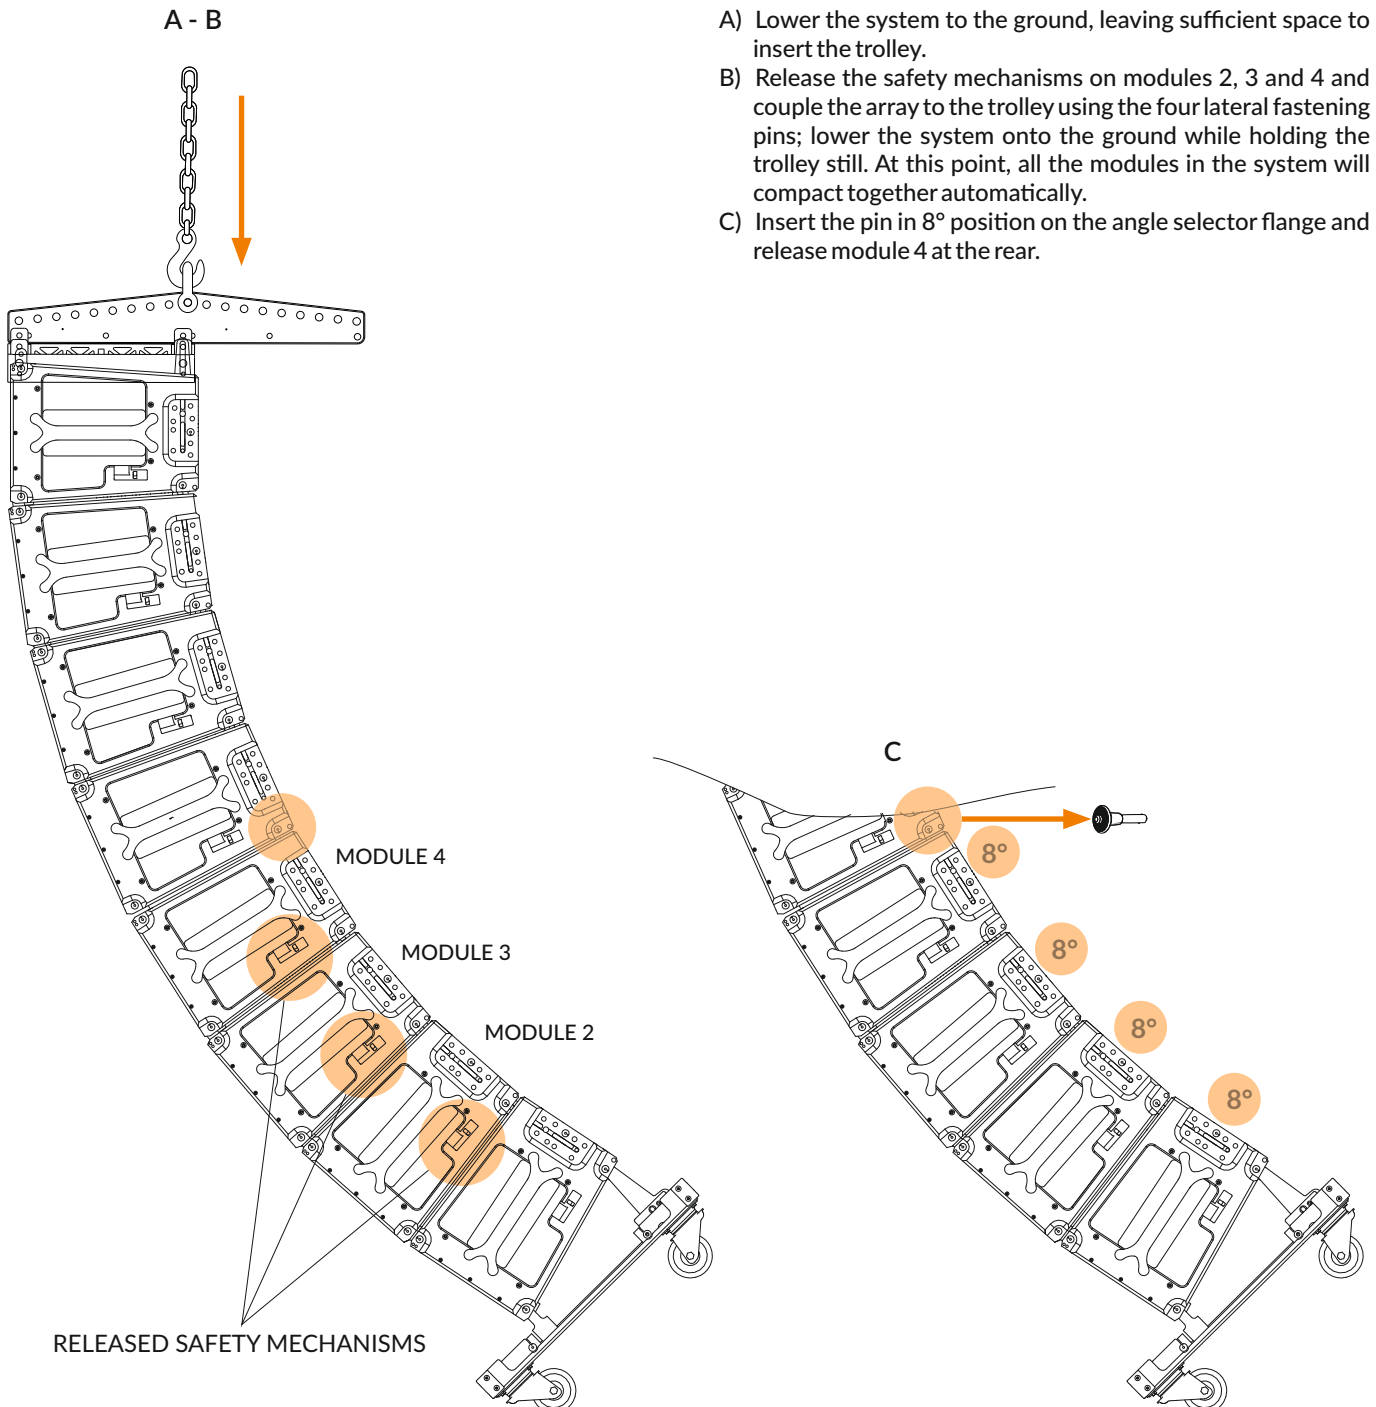 A - B
A) Lower the system to the ground, leaving sufficient space to
insert the trolley.
B) Release the safety mechanisms on modules 2, 3 and 4 and
couple the array to the trolley using the four lateral fastening
pins; lower the system onto the ground while holding the
trolley still. At this point, all the modules in the system will
compact together automatically.
C) Insert the pin in 8° position on the angle selector flange and
release module 4 at the rear.
MODULE 4
MODULE 3
MODULE 2
RELEASED SAFETY MECHANISMS
C
8°
8°
8°
8°